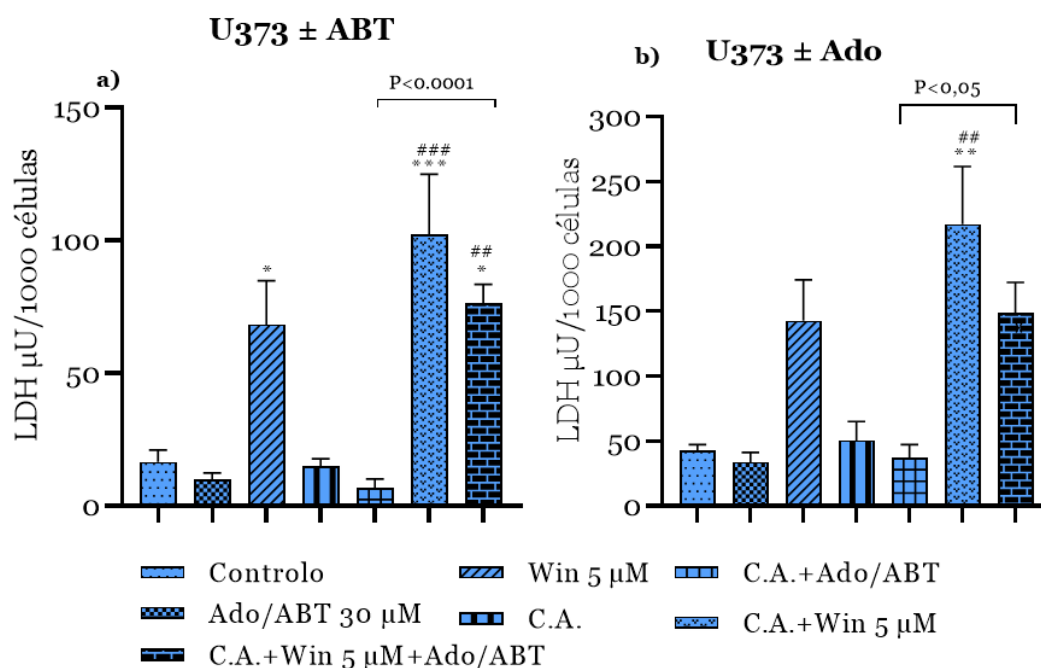 U373 ± ABT
a)
P<0.0001
LDH µU/1000 células
150
100
50
0
*
###
***
##
*
b)
U373 ± Ado
P<0,05
LDH µU/1000 células
300
250
200
150
100
50
0
##
**
Controlo
Win 5 µM
C.A.+Ado/ABT
Ado/ABT 30 µM
C.A.
C.A.+Win 5 µM
C.A.+Win 5 µM+Ado/ABT